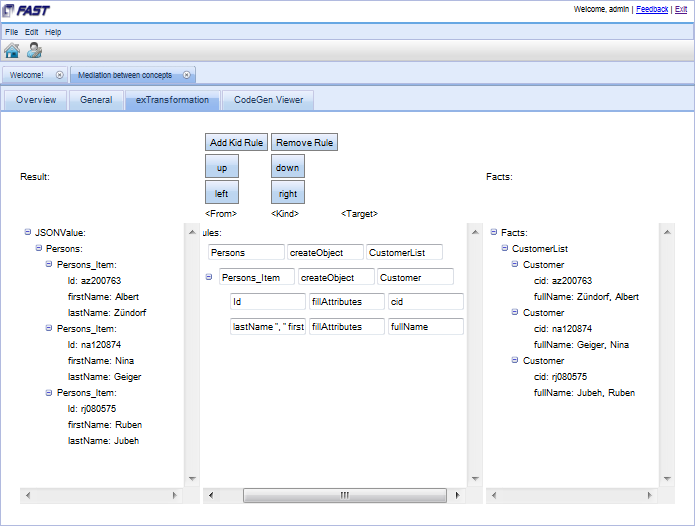 FAST
Welcome, admin | Feedback | Exit
File Edit Help
Welcome! Mediation between concepts
Overview General exTransformation CodeGen Viewer
Add Kid Rule Remove Rule
up down
left right
Result:
<From> <Kind> <Target>
Facts:
JSONValue:
Persons:
Persons_Item:
Id: az200763
firstName: Albert
lastName: Zündorf
Persons_Item:
Id: na120874
firstName: Nina
lastName: Geiger
Persons_Item:
Id: rj080575
firstName: Ruben
lastName: Jubeh
ules:
Persons createObject CustomerList
Persons_Item createObject Customer
Id fillAttributes cid
lastName ", " first fillAttributes fullName
Facts:
CustomerList
Customer
cid: az200763
fullName: Zündorf, Albert
Customer
cid: na120874
fullName: Geiger, Nina
Customer
cid: rj080575
fullName: Jubeh, Ruben